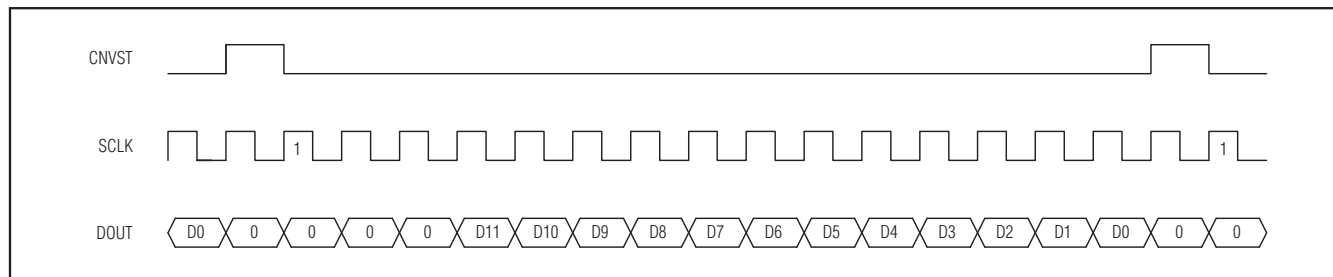 CNVST
SCLK 1 1
DOUT D0 0 0 0 0 D11 D10 D9 D8 D7 D6 D5 D4 D3 D2 D1 D0 0 0